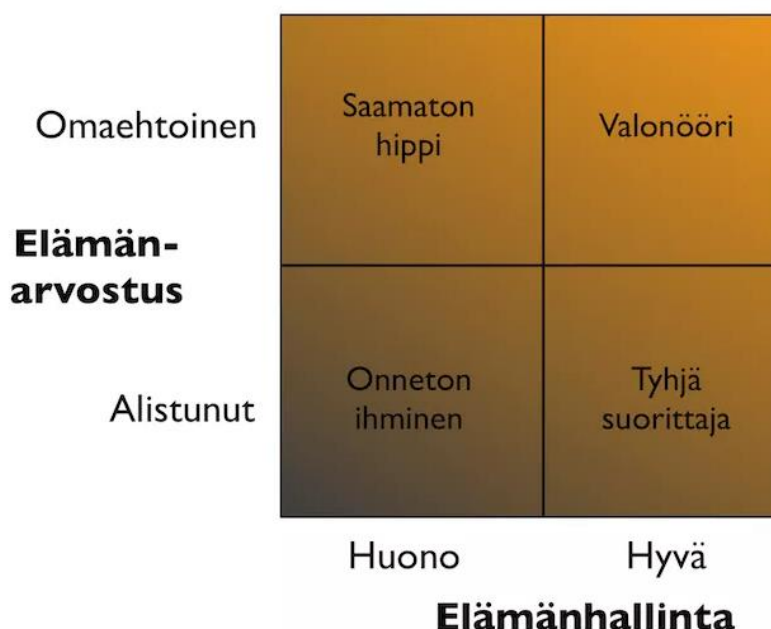 Omaehtoinen
Saamaton
hippi
Valonööri
Elämän-
arvostus
Alistunut
Onneton
ihminen
Tyhjä
suorittaja
Huono
Hyvä
Elämänhallinta